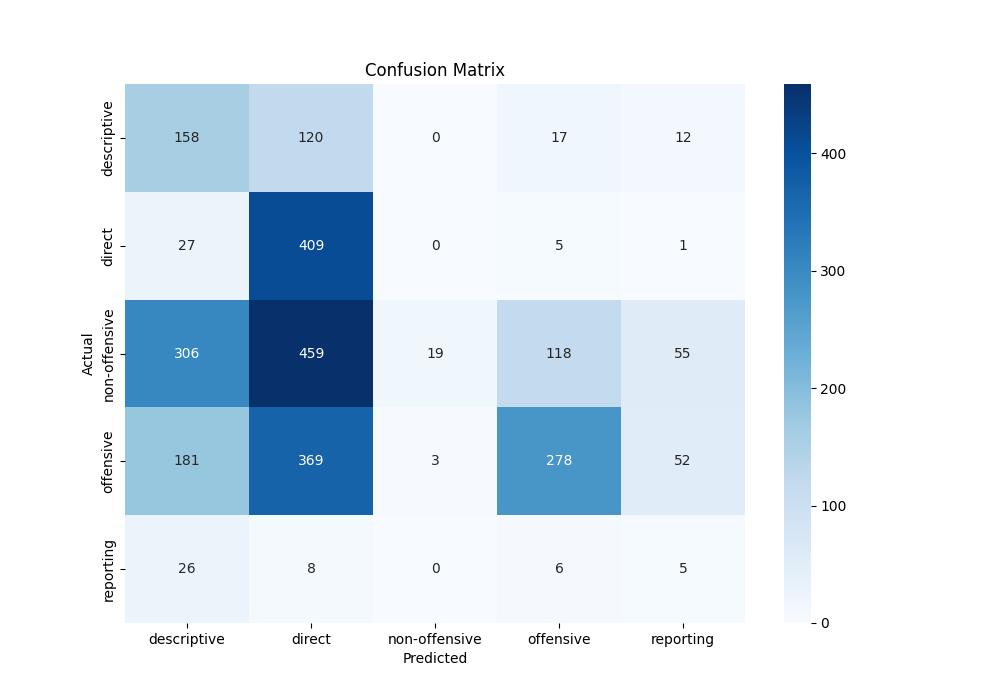 Confusion Matrix
descriptive 158 120 0 17 12
direct 27 409 0 5 1
non-offensive 306 459 19 118 55
offensive 181 369 3 278 52
reporting 26 8 0 6 5
Actual
descriptive direct non-offensive offensive reporting
Predicted
400
300
200
100
0